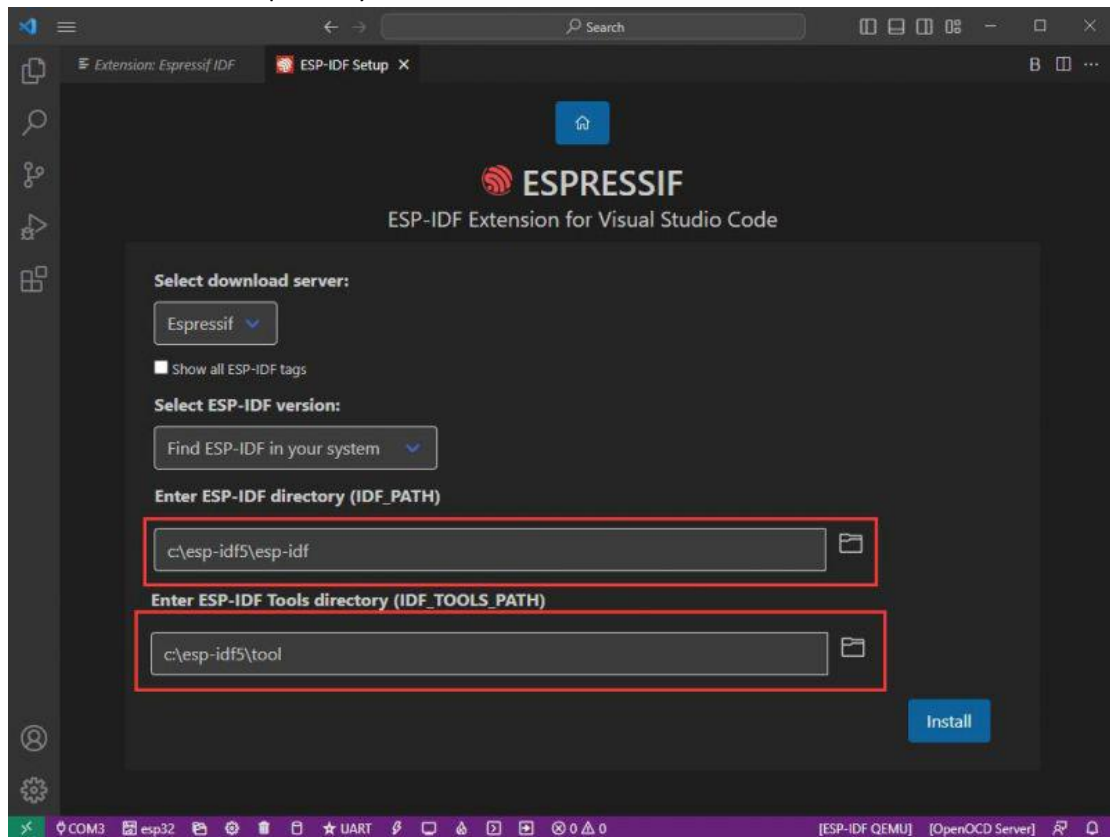 Search
Extension: Espressif IDF
ESP-IDF Setup
ESPRESSIF
ESP-IDF Extension for Visual Studio Code
Select download server:
Espressif
Show all ESP-IDF tags
Select ESP-IDF version:
Find ESP-IDF in your system
Enter ESP-IDF directory (IDF_PATH)
c:\esp-idf5\esp-idf
Enter ESP-IDF Tools directory (IDF_TOOLS_PATH)
c:\esp-idf5\tool
Install
COM3 esp32 UART 0 0 [ESP-IDF QEMU] [OpenOCD Server]